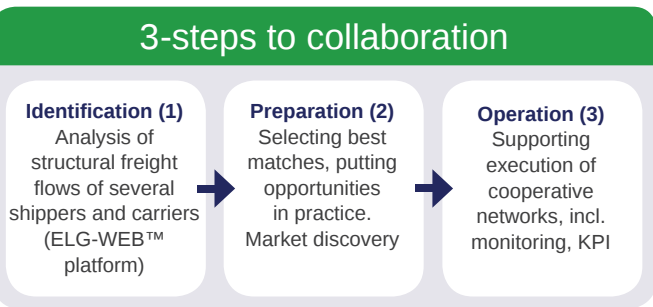 3-steps to collaboration
Identification (1)
Analysis of
structural freight
flows of several
shippers and carriers
(ELG-WEB™
platform)
Preparation (2)
Selecting best
matches, putting
opportunities
in practice.
Market discovery
Operation (3)
Supporting
execution of
cooperative
networks, incl.
monitoring, KPI